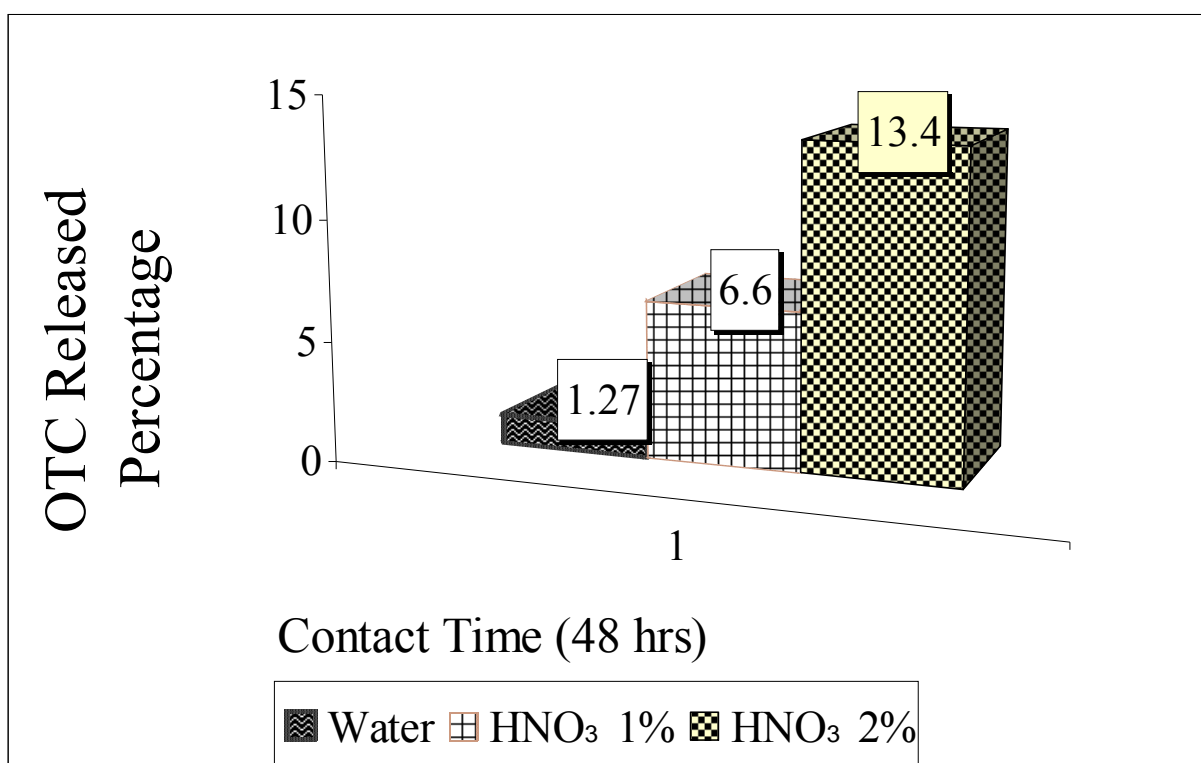 15
10
5
0
OTC Released
Percentage
1.27
6.6
13.4
1
Contact Time (48 hrs)
Water HNO₃ 1% HNO₃ 2%